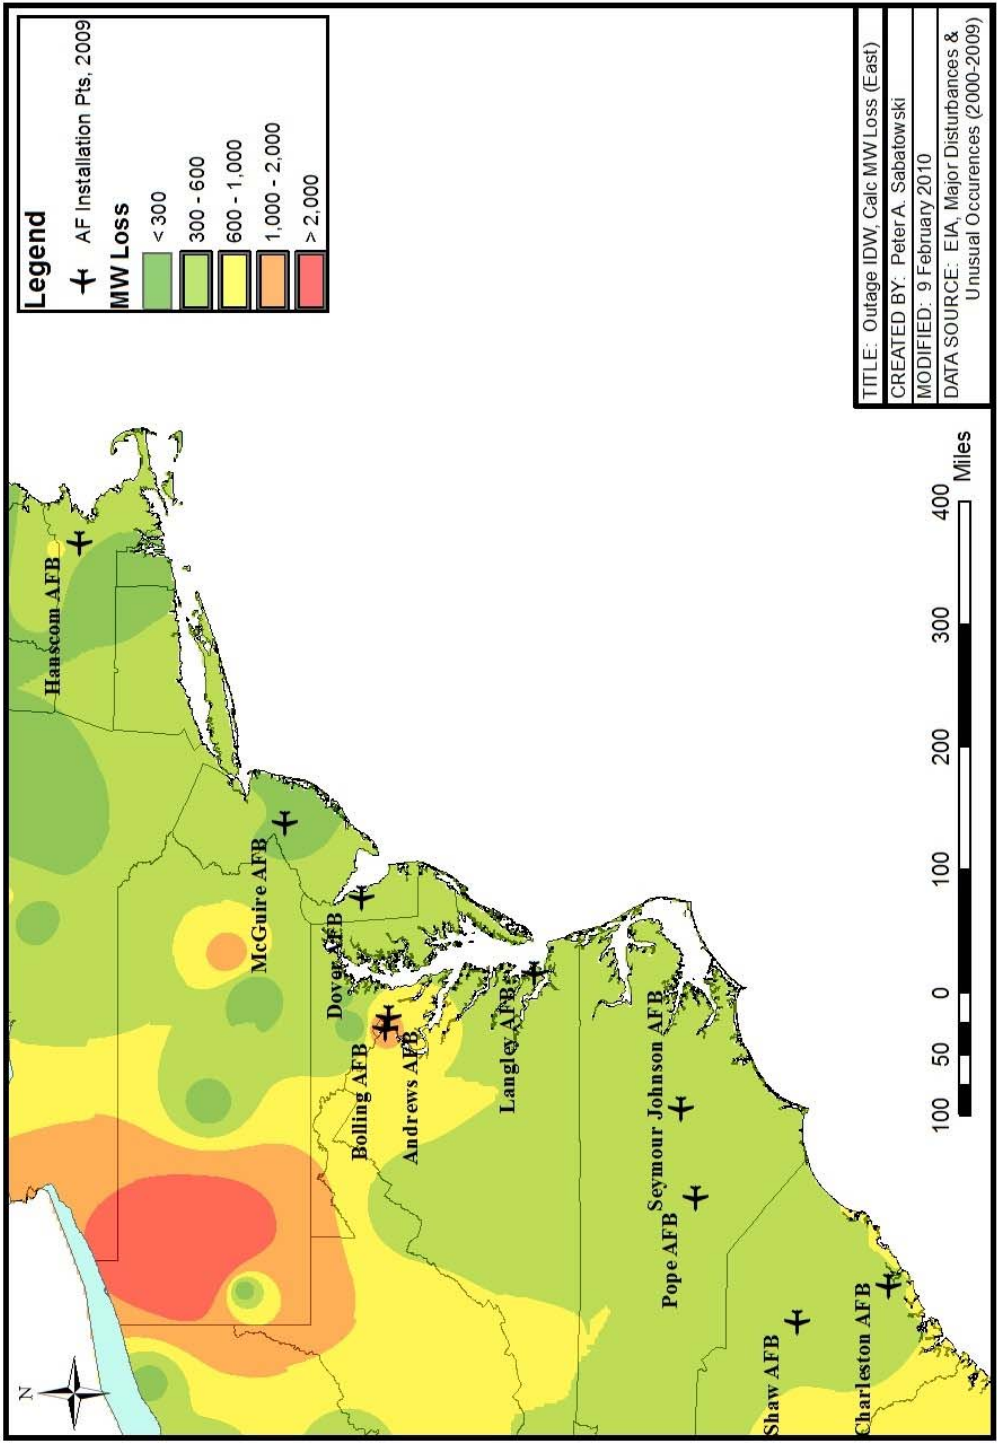 Legend
AF Installation Pts, 2009
MW Loss
< 300
300 - 600
600 - 1,000
1,000 - 2,000
> 2,000
N
Hanscom AFB
McGuire AFB
Dover AFB
Bolling AFB
Andrews AFB
Langley AFB
Seymour Johnson AFB
Pope AFB
Shaw AFB
Charleston AFB
100 50 0 100 200 300 400
Miles
TITLE: Outage IDW, Calc MW Loss (East)
CREATED BY: Peter A. Sabatowski
MODIFIED: 9 February 2010
DATA SOURCE: EIA, Major Disturbances &
Unusual Occurences (2000-2009)